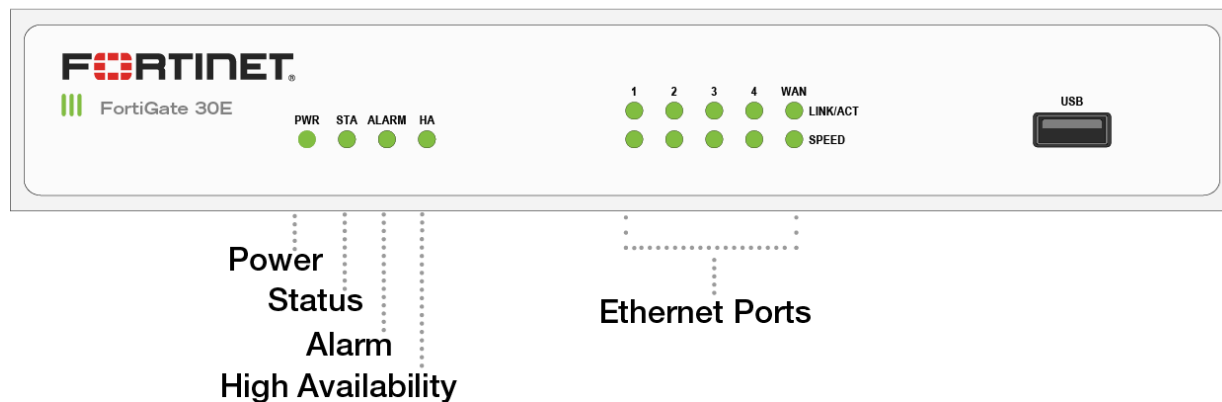 FORTINET®
FortiGate 30E
PWR STA ALARM HA
1 2 3 4 WAN
LINK/ACT
SPEED
USB
Power
Status
Alarm
High Availability
Ethernet Ports